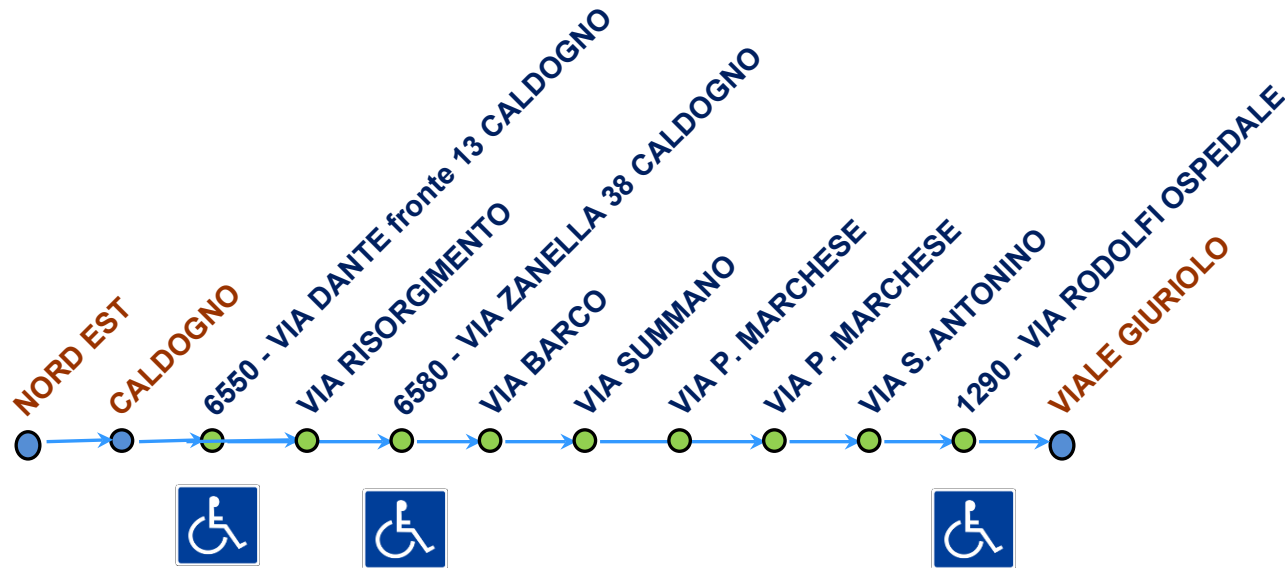 NORD EST
CALDOGNO
6550 - VIA DANTE fronte 13 CALDOGNO
VIA RISORGIMENTO
6580 - VIA ZANELLA 38 CALDOGNO
VIA BARCO
VIA SUMMANO
VIA P. MARCHESE
VIA P. MARCHESE
VIA S. ANTONINO
1290 - VIA RODOLFI OSPEDALE
VIALE GIURIOLO